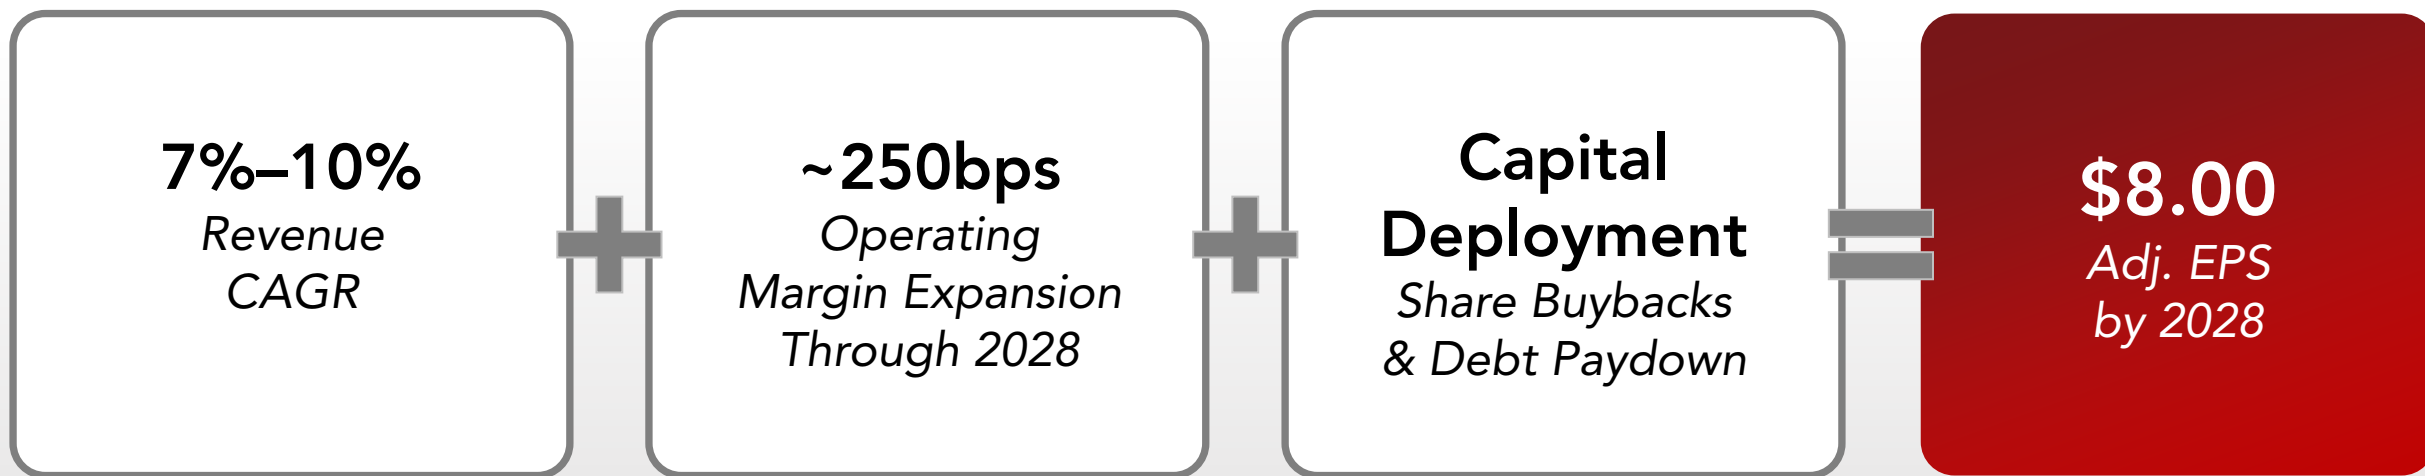 7%–10%
Revenue
CAGR
~250bps
Operating
Margin Expansion
Through 2028
Capital
Deployment
Share Buybacks
& Debt Paydown
$8.00
Adj. EPS
by 2028